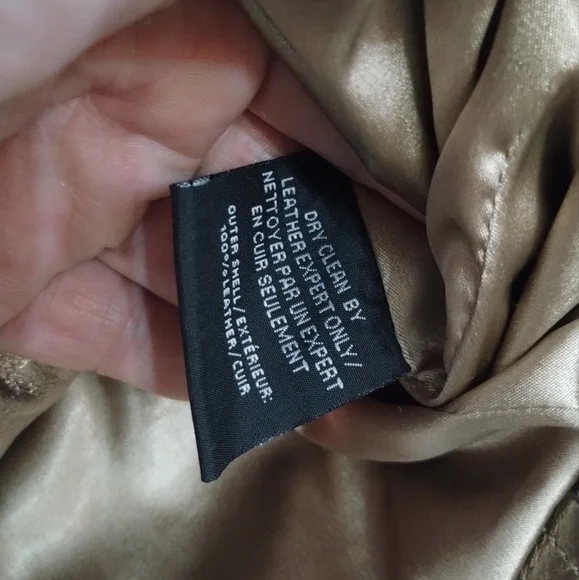 DRY CLEAN BY
LEATHER EXPERT ONLY/
NETTOYER PAR UN EXPERT
EN CUIR SEULEMENT
OUTER SHELL/EXTÉRIEUR:
100% LEATHER/CUIR